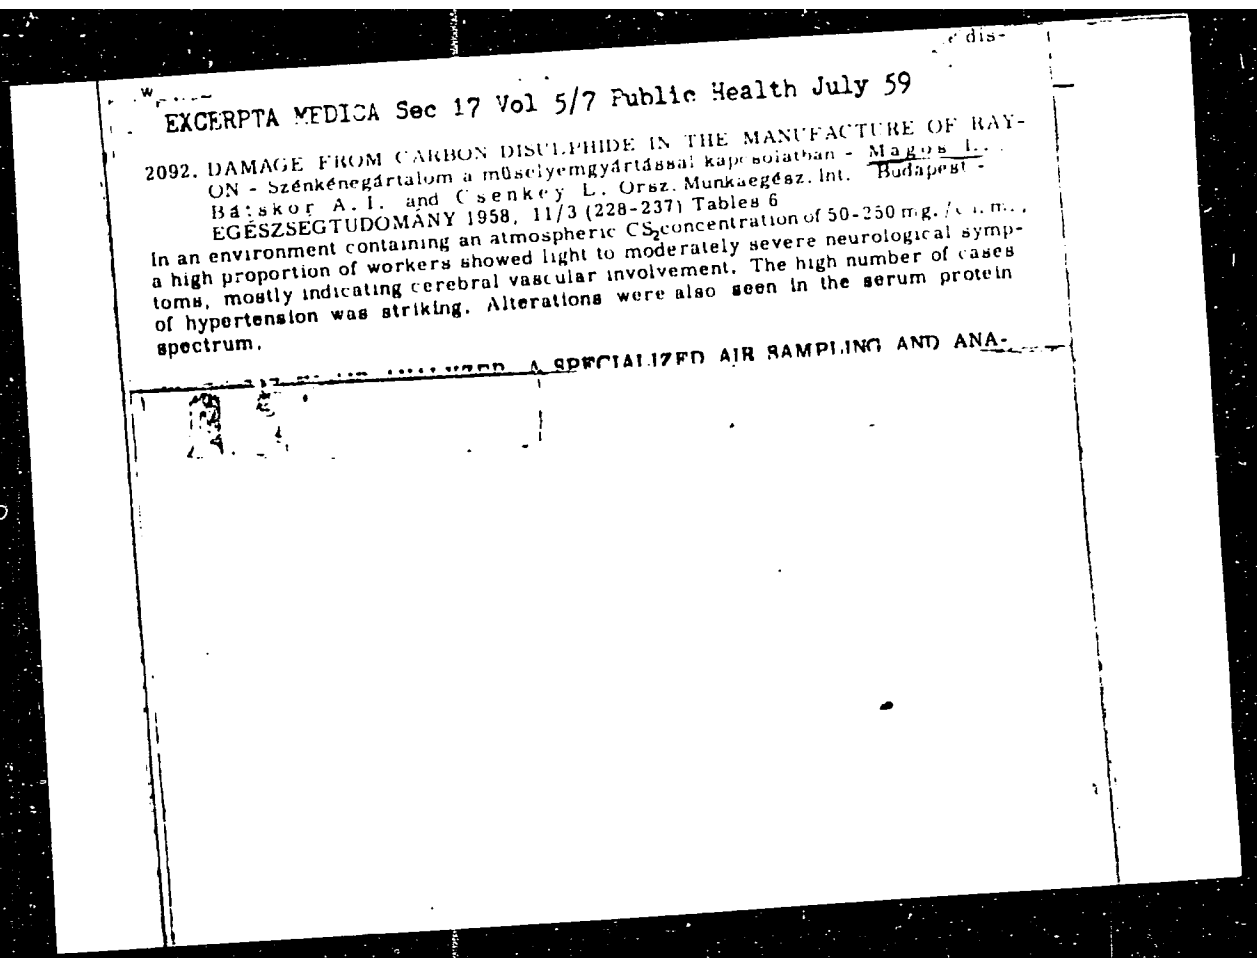 dis-
EXCERPTA MEDICA Sec 17 Vol 5/7 Public Health July 59
2092. DAMAGE FROM CARBON DISULPHIDE IN THE MANUFACTURE OF RAY-
ON - Szénkénegártalom a műselyemgyártással kapcsolatban - Magos L.,
Bátskor A. I. and Csenkey L. Orsz. Munkaegész. Int. Budapest -
EGÉSZSÉGTUDOMÁNY 1958, 11/3 (228-237) Tables 6
In an environment containing an atmospheric CS₂ concentration of 50-250 mg./cu.m.,
a high proportion of workers showed light to moderately severe neurological symp-
toms, mostly indicating cerebral vascular involvement. The high number of cases
of hypertension was striking. Alterations were also seen in the serum protein
spectrum.
A SPECIALIZED AIR SAMPLING AND ANA-